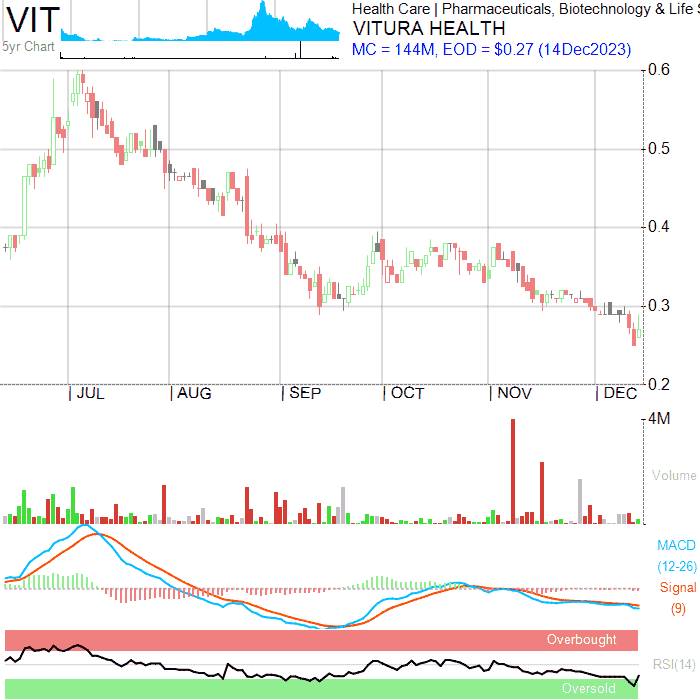 VIT
5yr Chart
Health Care | Pharmaceuticals, Biotechnology & Life
VITURA HEALTH
MC = 144M, EOD = $0.27 (14Dec2023)
0.6
0.5
0.4
0.3
0.2
JUL AUG SEP OCT NOV DEC
4M
Volume
MACD
(12-26)
Signal
(9)
Overbought
RSI(14)
Oversold